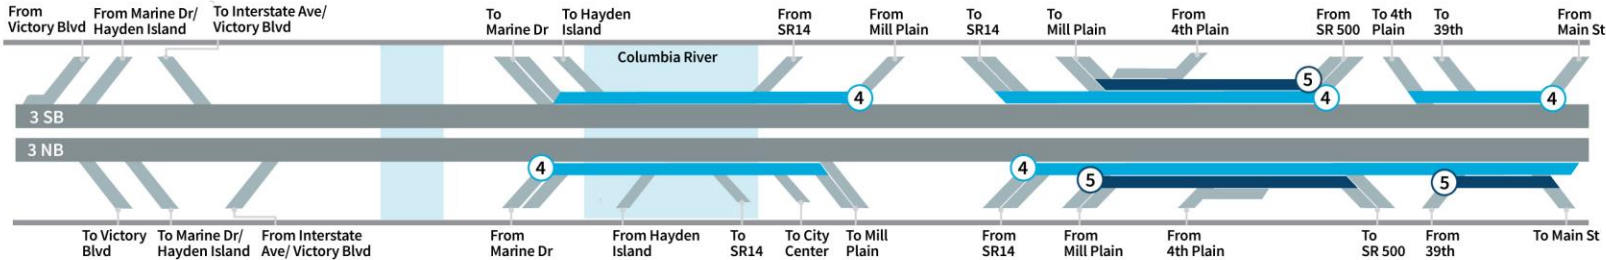 From
Victory Blvd
From Marine Dr/
Hayden Island
To Interstate Ave/
Victory Blvd
To
Marine Dr
To Hayden
Island
From
SR14
From
Mill Plain
To
SR14
To
Mill Plain
From
4th Plain
From
SR 500
To 4th
Plain
To
39th
From
Main St
Columbia River
5
4
4
4
3 SB
3 NB
4
4
5
5
To Victory
Blvd
To Marine Dr/
Hayden Island
From Interstate
Ave/ Victory Blvd
From
Marine Dr
From Hayden
Island
To
SR14
To City
Center
To Mill
Plain
From
SR14
From
Mill Plain
From
4th Plain
To
SR 500
From
39th
To Main St